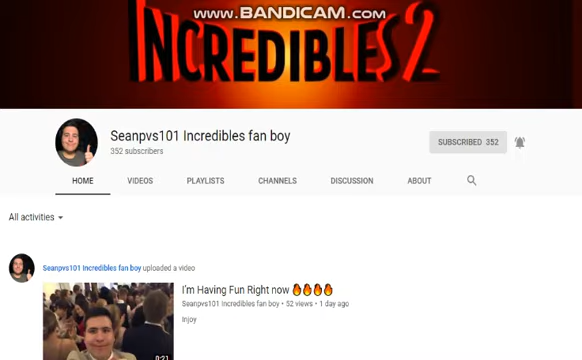 www.BANDICAM.com
INCREDIBLES 2
Seanpvs101 Incredibles fan boy
352 subscribers
SUBSCRIBED 352
HOME VIDEOS PLAYLISTS CHANNELS DISCUSSION ABOUT
All activities
Seanpvs101 Incredibles fan boy uploaded a video
I'm Having Fun Right now 🔥🔥🔥🔥
Seanpvs101 Incredibles fan boy • 52 views • 1 day ago
Injoy
0:21